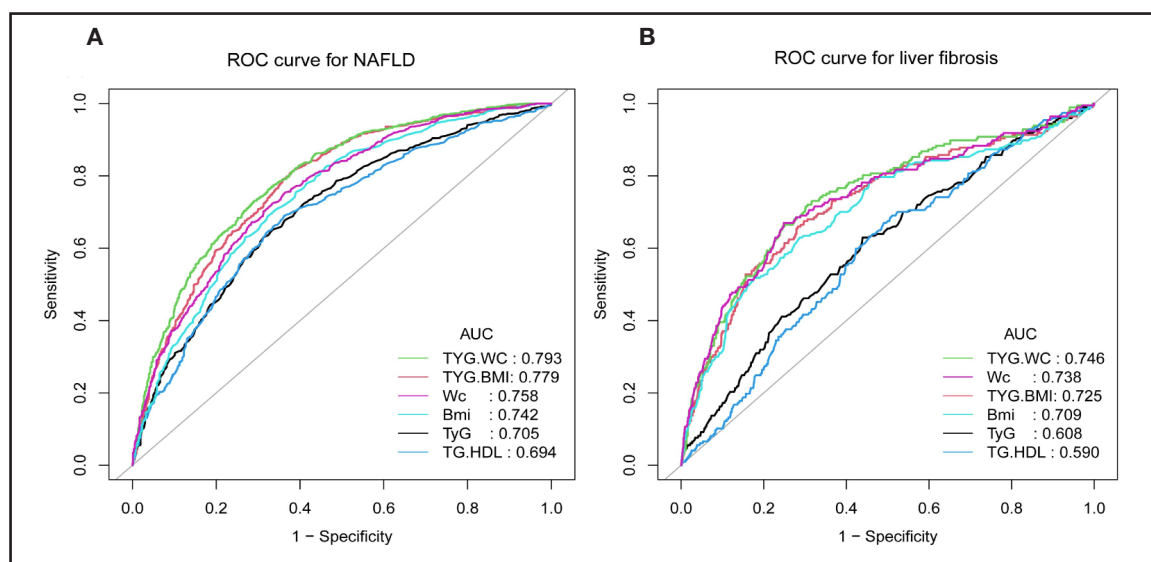 A
ROC curve for NAFLD
Sensitivity
0.0 0.2 0.4 0.6 0.8 1.0
AUC
TYG.WC : 0.793
TYG.BMI: 0.779
Wc : 0.758
Bmi : 0.742
TyG : 0.705
TG.HDL : 0.694
0.0 0.2 0.4 0.6 0.8 1.0
1 − Specificity
B
ROC curve for liver fibrosis
Sensitivity
0.0 0.2 0.4 0.6 0.8 1.0
AUC
TYG.WC : 0.746
Wc : 0.738
TYG.BMI : 0.725
Bmi : 0.709
TyG : 0.608
TG.HDL : 0.590
0.0 0.2 0.4 0.6 0.8 1.0
1 − Specificity